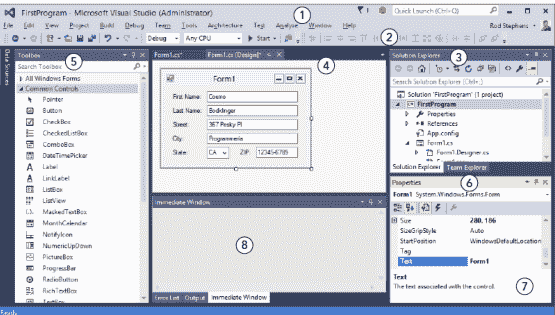 FirstProgram - Microsoft Visual Studio (Administrator)
1
Quick Launch (Ctrl+Q)
File Edit View Project Build Debug Team Tools Architecture Test Analyze Window Help
Rod Stephens
Debug Any CPU Start
2
Data Sources
Toolbox
5
Search Toolbox
All Windows Forms
Common Controls
Pointer
Button
CheckBox
CheckedListBox
ComboBox
DateTimePicker
Label
LinkLabel
ListBox
ListView
MaskedTextBox
MonthCalendar
NotifyIcon
NumericUpDown
PictureBox
ProgressBar
RadioButton
RichTextBox
TextBox
Form1.cs*
Form1.cs [Design]*
4
Form1
First Name: Cosmo
Last Name:
Street: 367 Pesky Pl
City: Programmeria
State: CA ZIP: 12345-6789
Immediate Window
8
Error List Output Immediate Window
Solution Explorer
3
Search Solution Explorer (Ctrl+;)
Solution "FirstProgram" (1 project)
FirstProgram
Properties
References
App.config
Form1.cs
Form1.Designer.cs
Solution Explorer Team Explorer
Properties
6
Form1 System.Windows.Forms.Form
Size 280, 186
SizeGripStyle Auto
StartPosition WindowsDefaultLocation
Tag
Text Form1
Text
The text associated with the control.
7
Ready